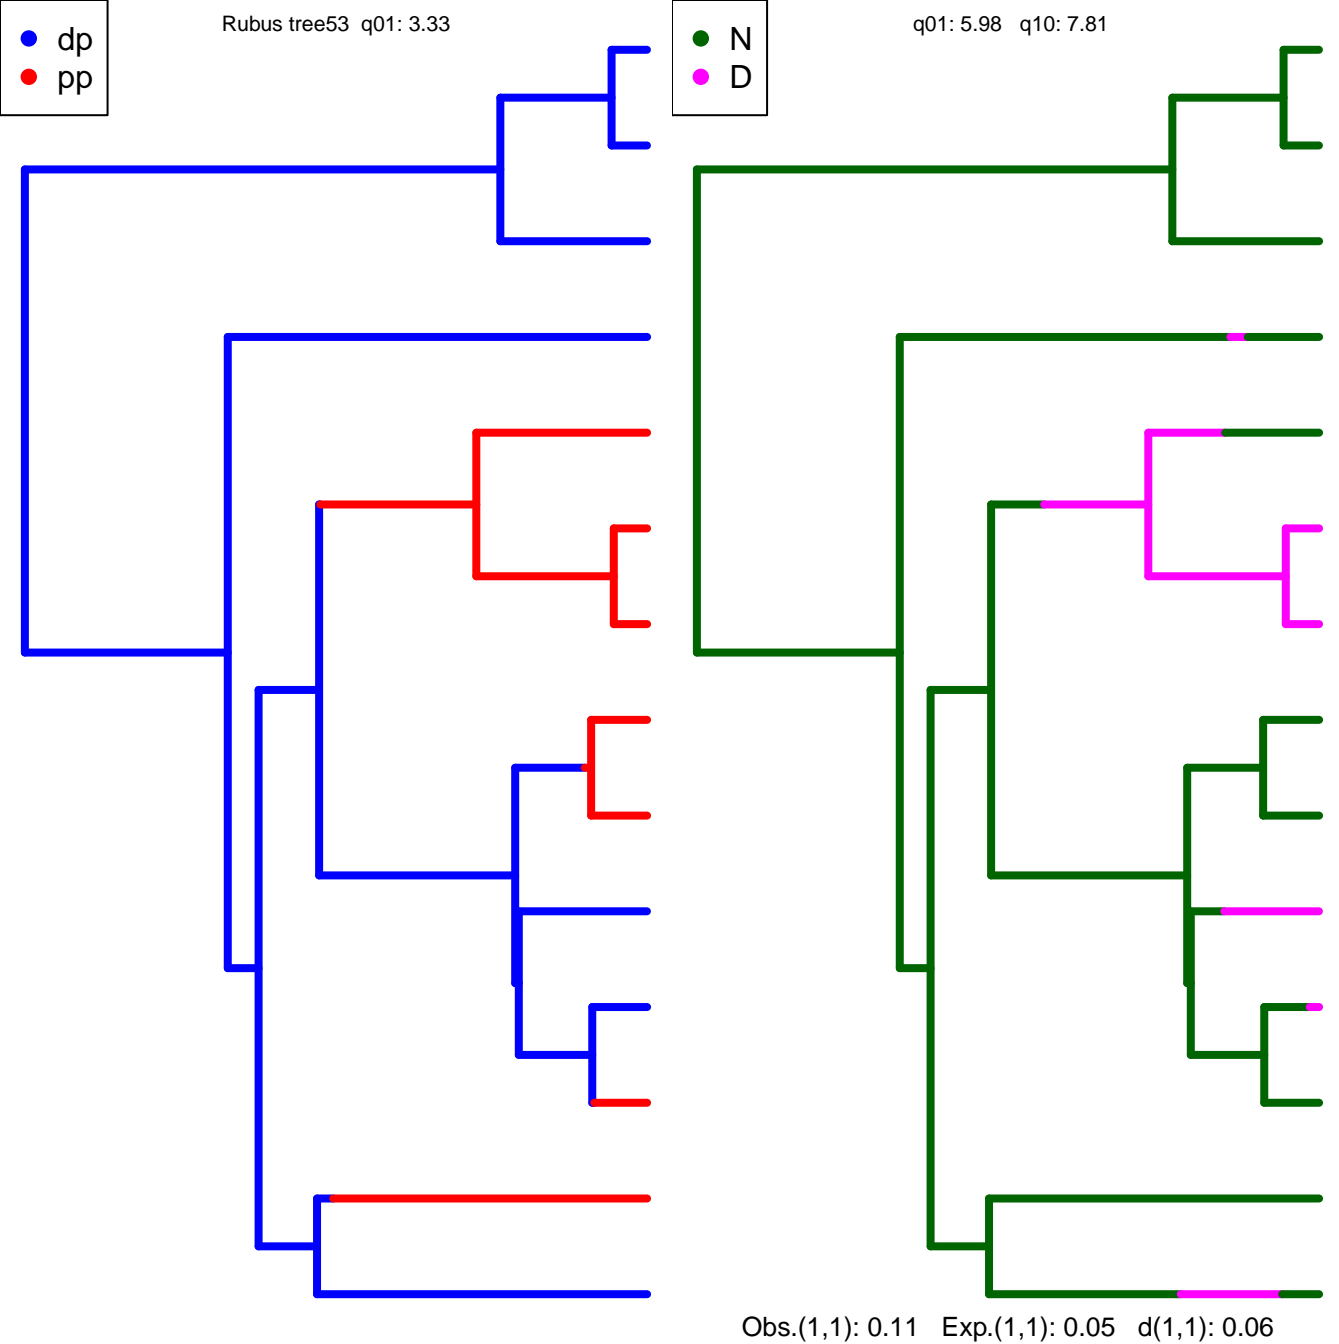 Rubus tree53  q01: 3.33
dp
pp
q01: 5.98   q10: 7.81
N
D
Obs.(1,1): 0.11   Exp.(1,1): 0.05   d(1,1): 0.06